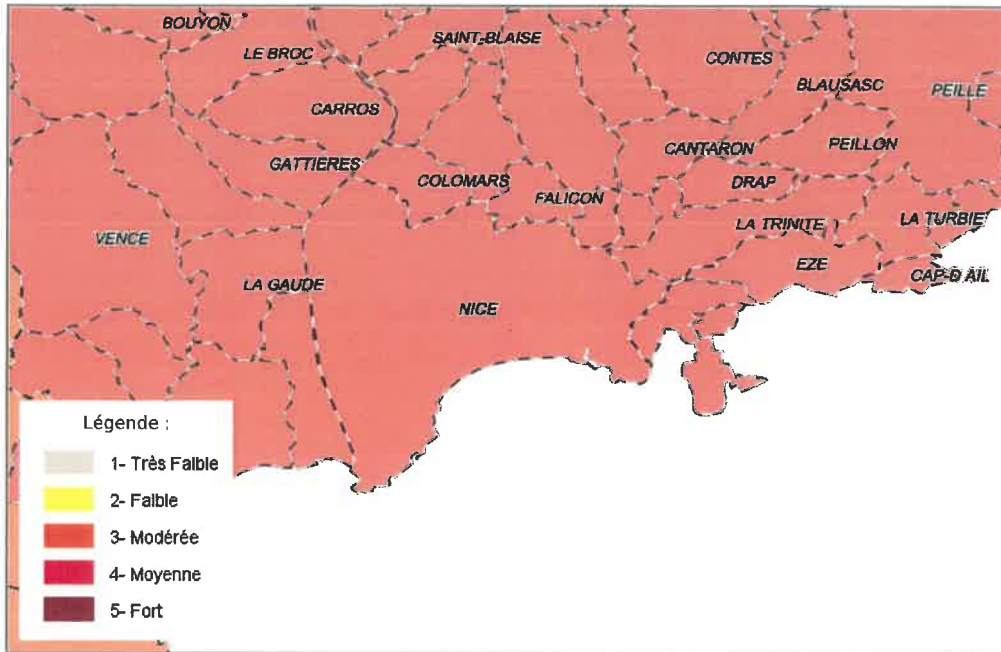 BOUYON
SAINT-BLAISE
LE BROC
CONTES
BLAUSASC
PEILLE
CARROS
CANTARON
PEILLON
GATTIERES
COLOMARS
DRAP
FALICON
LA TRINITE
LA TURBIE
VENCE
EZE
CAP-D AIL
LA GAUDE
NICE
Légende :
1- Très Faible
2- Faible
3- Modérée
4- Moyenne
5- Fort